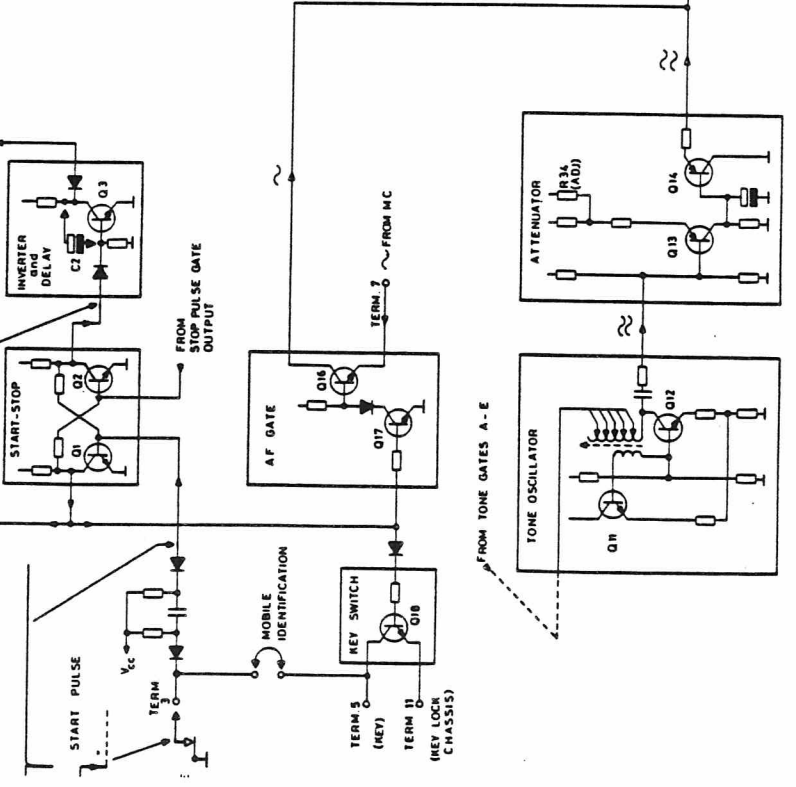 INVERTER
and
DELAY
C2
Q3
START-STOP
Q1
Q2
FROM
STOP PULSE GATE
OUTPUT
AF GATE
Q16
Q17
TERM. 7
FROM MC
ATTENUATOR
R34
(ADJ)
Q13
Q14
TONE OSCILLATOR
Q11
Q12
FROM TONE GATES A-E
START PULSE
Vcc
TERM
3
MOBILE
IDENTIFICATION
KEY SWITCH
Q18
TERM. 5
(KEY)
TERM 11
(KEY LOCK
CHASSIS)